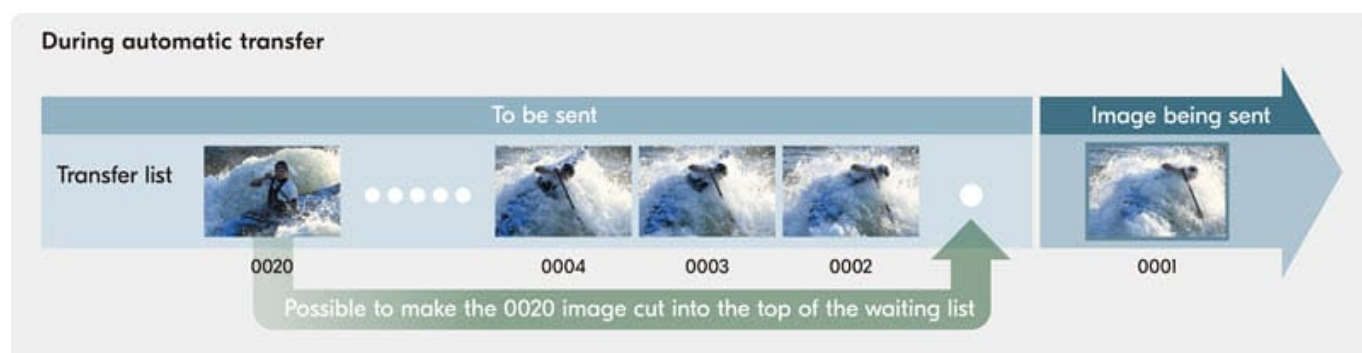 During automatic transfer
To be sent
Image being sent
Transfer list
0020
0004
0003
0002
0001
Possible to make the 0020 image cut into the top of the waiting list